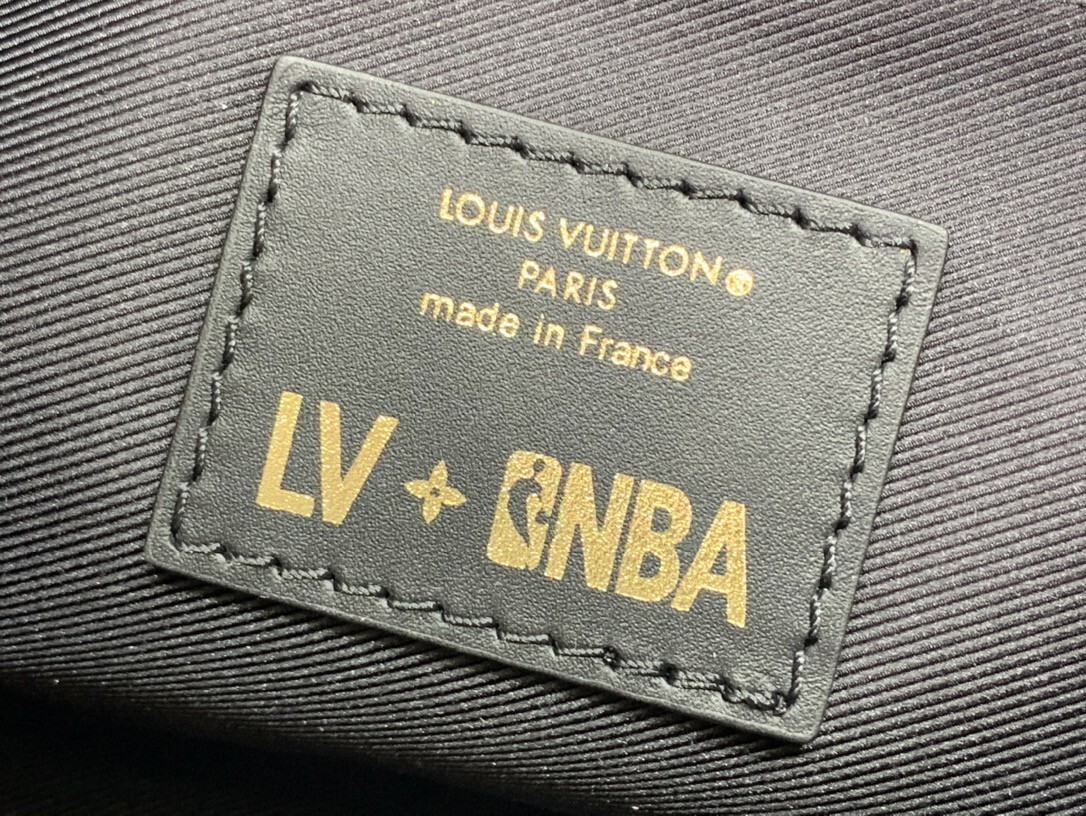 LOUIS VUITTON®
PARIS
made in France
LV NBA